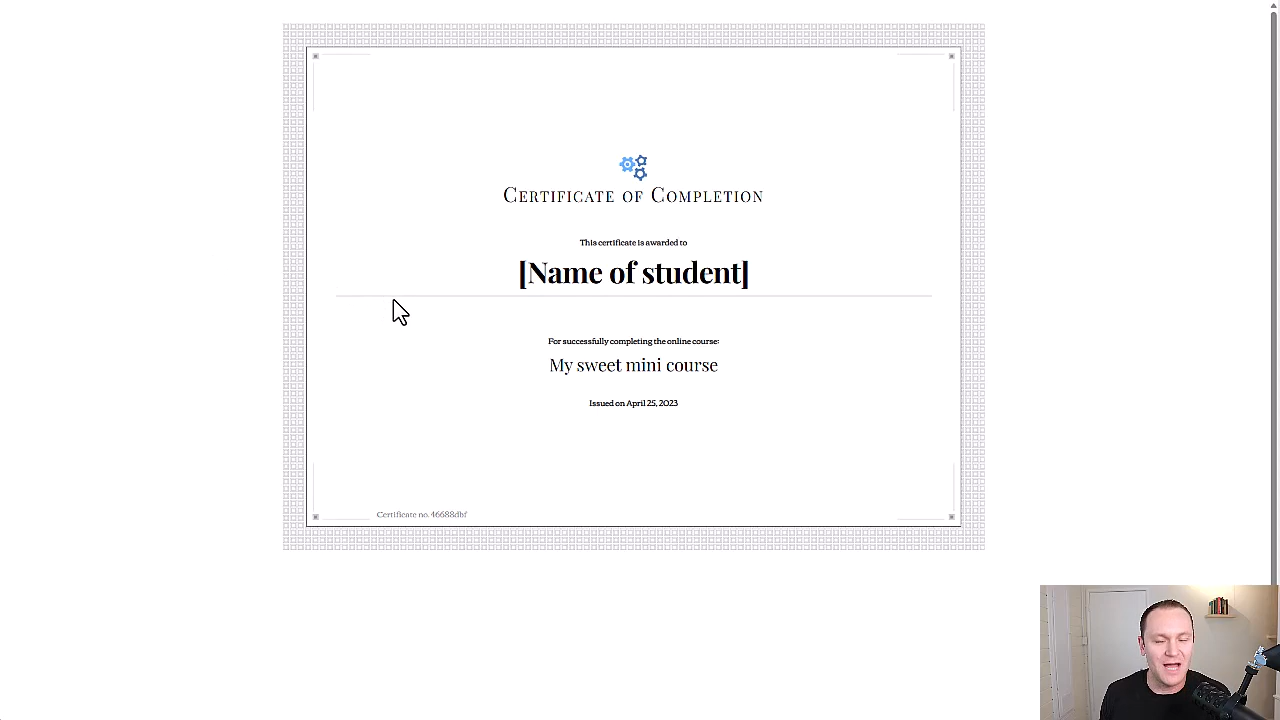 Certificate of Completion
This certificate is awarded to
[Name of student]
For successfully completing the online course:
My sweet mini course
Issued on April 25, 2023
Certificate no. 46688dbf